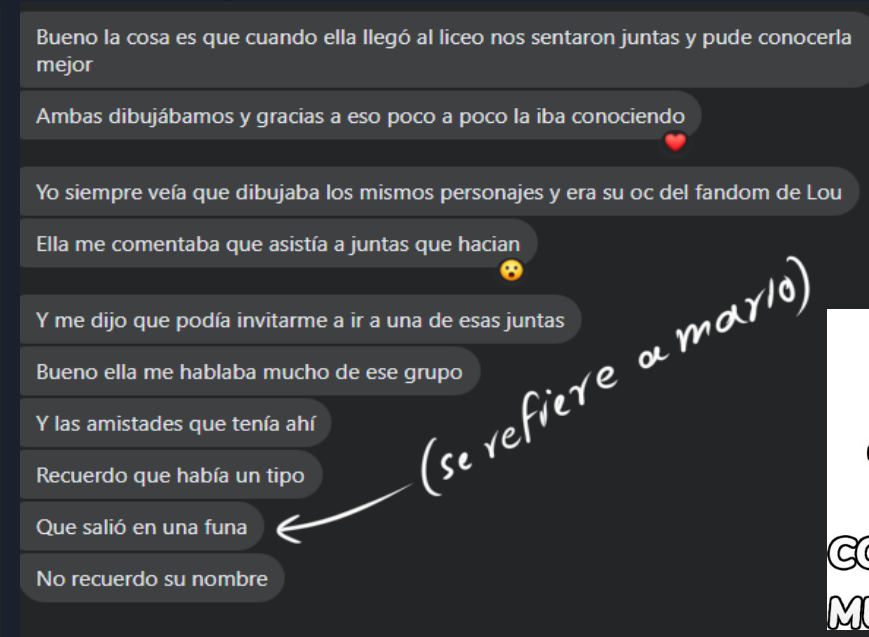 Bueno la cosa es que cuando ella llegó al liceo nos sentaron juntas y pude conocerla
mejor
Ambas dibujábamos y gracias a eso poco a poco la iba conociendo
Yo siempre veía que dibujaba los mismos personajes y era su oc del fandom de Lou
Ella me comentaba que asistía a juntas que hacian
Y me dijo que podía invitarme a ir a una de esas juntas
Bueno ella me hablaba mucho de ese grupo
Y las amistades que tenía ahí
Recuerdo que había un tipo
(se refiere a mario)
Que salió en una funa
No recuerdo su nombre